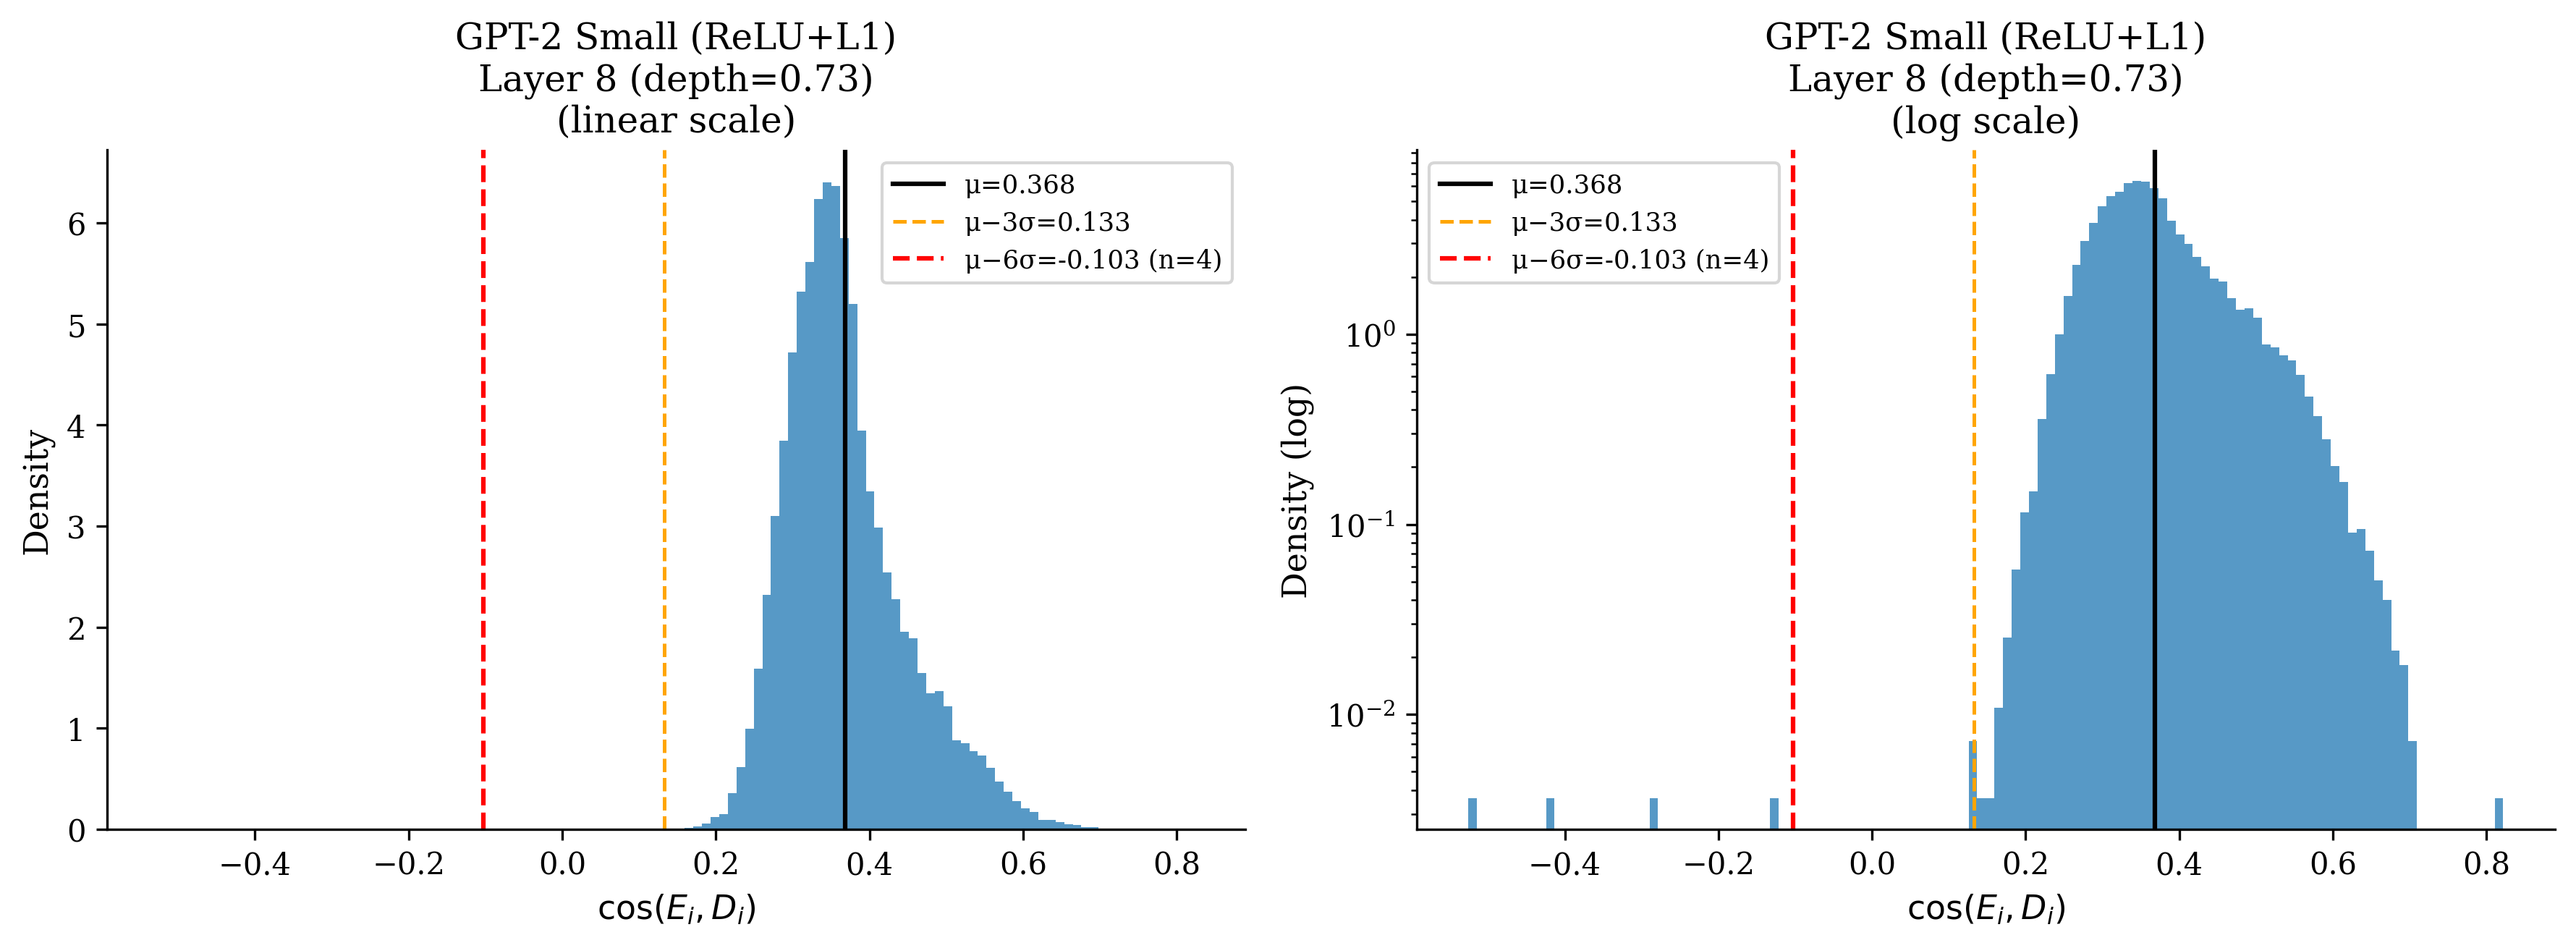 GPT-2 Small (ReLU+L1)
Layer 8 (depth=0.73)
(linear scale)
Density
6
5
4
3
2
1
0
−0.4
−0.2
0.0
0.2
0.4
0.6
0.8
cos(E_i, D_i)
μ=0.368
μ−3σ=0.133
μ−6σ=-0.103 (n=4)
GPT-2 Small (ReLU+L1)
Layer 8 (depth=0.73)
(log scale)
Density (log)
10⁰
10⁻¹
10⁻²
−0.4
−0.2
0.0
0.2
0.4
0.6
0.8
cos(E_i, D_i)
μ=0.368
μ−3σ=0.133
μ−6σ=-0.103 (n=4)